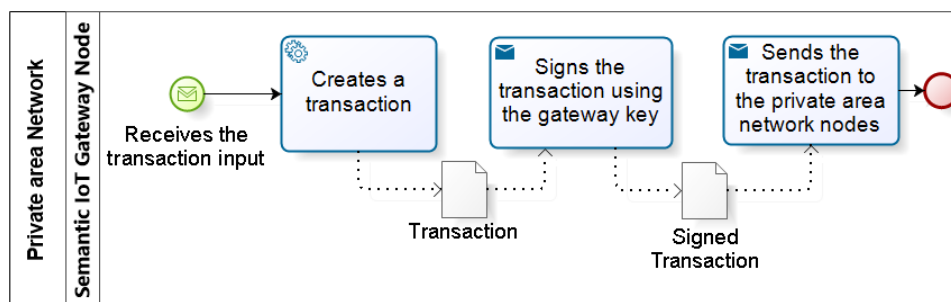 Private area Network
Semantic IoT Gateway Node
Receives the
transaction input
Creates a
transaction
Transaction
Signs the
transaction using
the gateway key
Signed
Transaction
Sends the
transaction to
the private area
network nodes